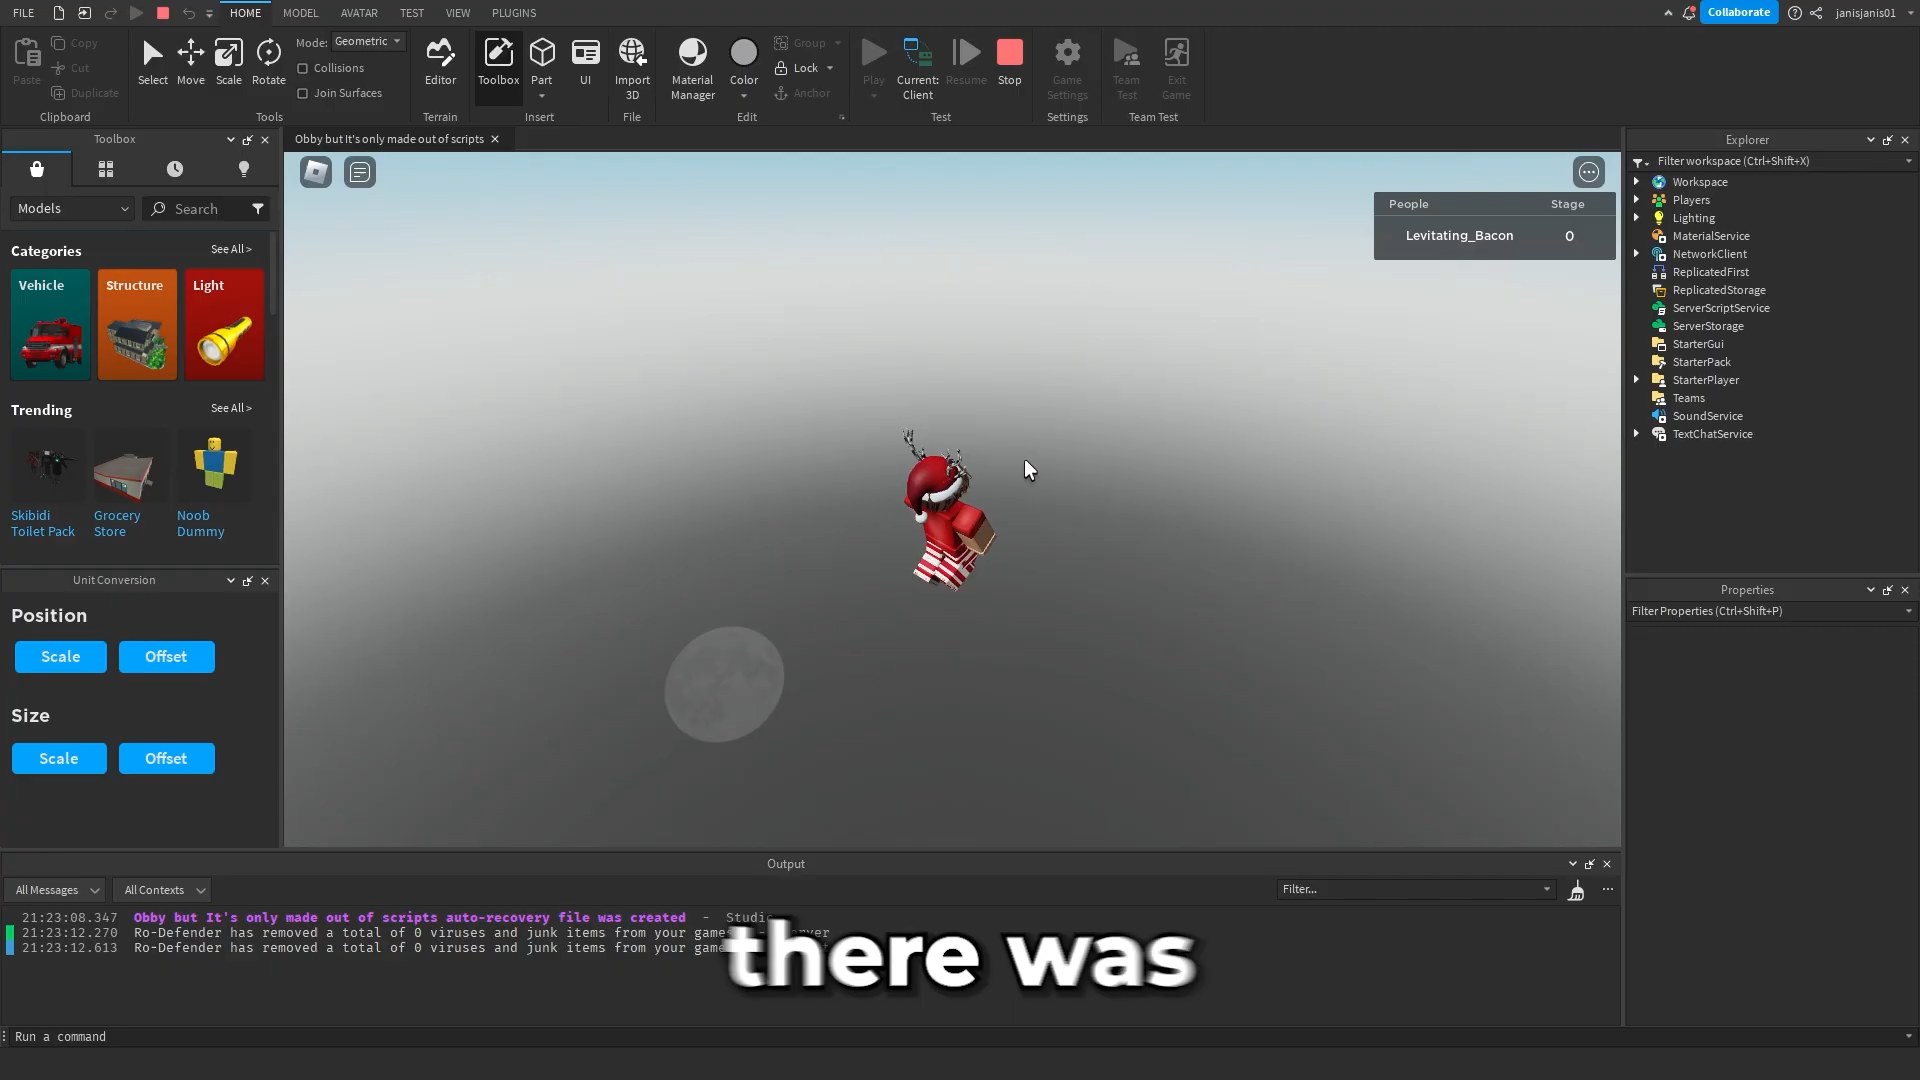 FILE HOME MODEL AVATAR TEST VIEW PLUGINS Collaborate janisjanis01
Paste Copy Cut Duplicate
Clipboard
Select Move Scale Rotate
Mode: Geometric
Collisions
Join Surfaces
Tools
Editor
Terrain
Toolbox Part UI
Insert
Import 3D
File
Material Manager Color Group Lock Anchor
Edit
Play Current: Client Resume Stop
Test
Game Settings
Settings
Team Test Exit Game
Team Test
Toolbox
Models Search
Categories See All >
Vehicle Structure Light
Trending See All >
Skibidi Toilet Pack
Grocery Store
Noob Dummy
Unit Conversion
Position
Scale Offset
Size
Scale Offset
Obby but It's only made out of scripts
People Stage
Levitating_Bacon 0
Explorer
Filter workspace (Ctrl+Shift+X)
Workspace
Players
Lighting
MaterialService
NetworkClient
ReplicatedFirst
ReplicatedStorage
ServerScriptService
ServerStorage
StarterGui
StarterPack
StarterPlayer
Teams
SoundService
TextChatService
Properties
Filter Properties (Ctrl+Shift+P)
Output
All Messages All Contexts Filter...
21:23:08.347 Obby but It's only made out of scripts auto-recovery file was created -
21:23:12.270 Ro-Defender has removed a total of 0 viruses and junk items from your
21:23:12.613 Ro-Defender has removed a total of 0 viruses and junk items from your
there was
Run a command